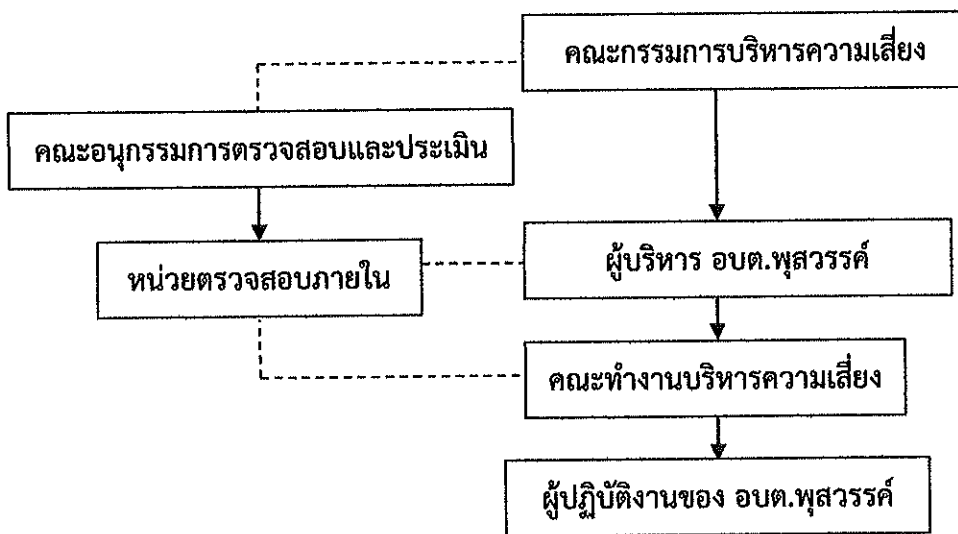 คณะกรรมการบริหารความเสี่ยง
คณะอนุกรรมการตรวจสอบและประเมิน
หน่วยตรวจสอบภายใน
ผู้บริหาร อบต.พุสวรรค์
คณะทำงานบริหารความเสี่ยง
ผู้ปฏิบัติงานของ อบต.พุสวรรค์